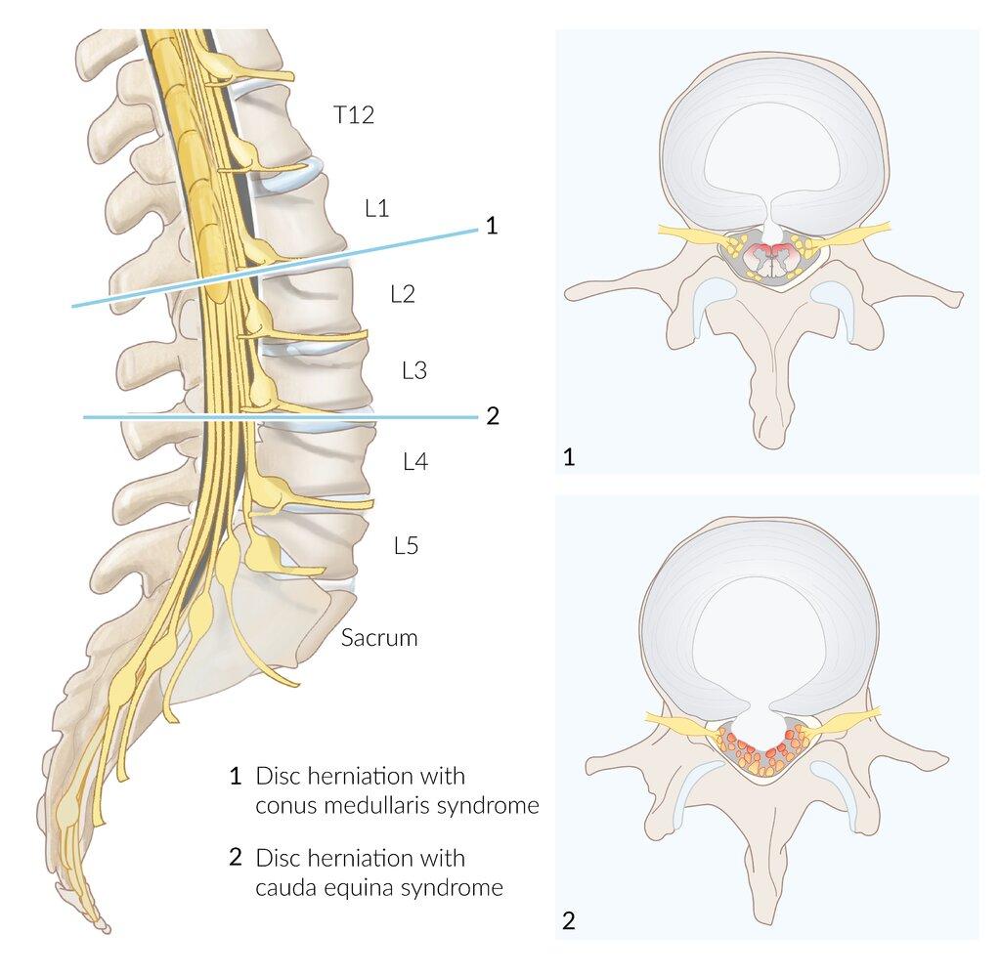 T12
L1
1
L2
L3
2
L4
L5
Sacrum
1 Disc herniation with
conus medullaris syndrome
2 Disc herniation with
cauda equina syndrome
1
2